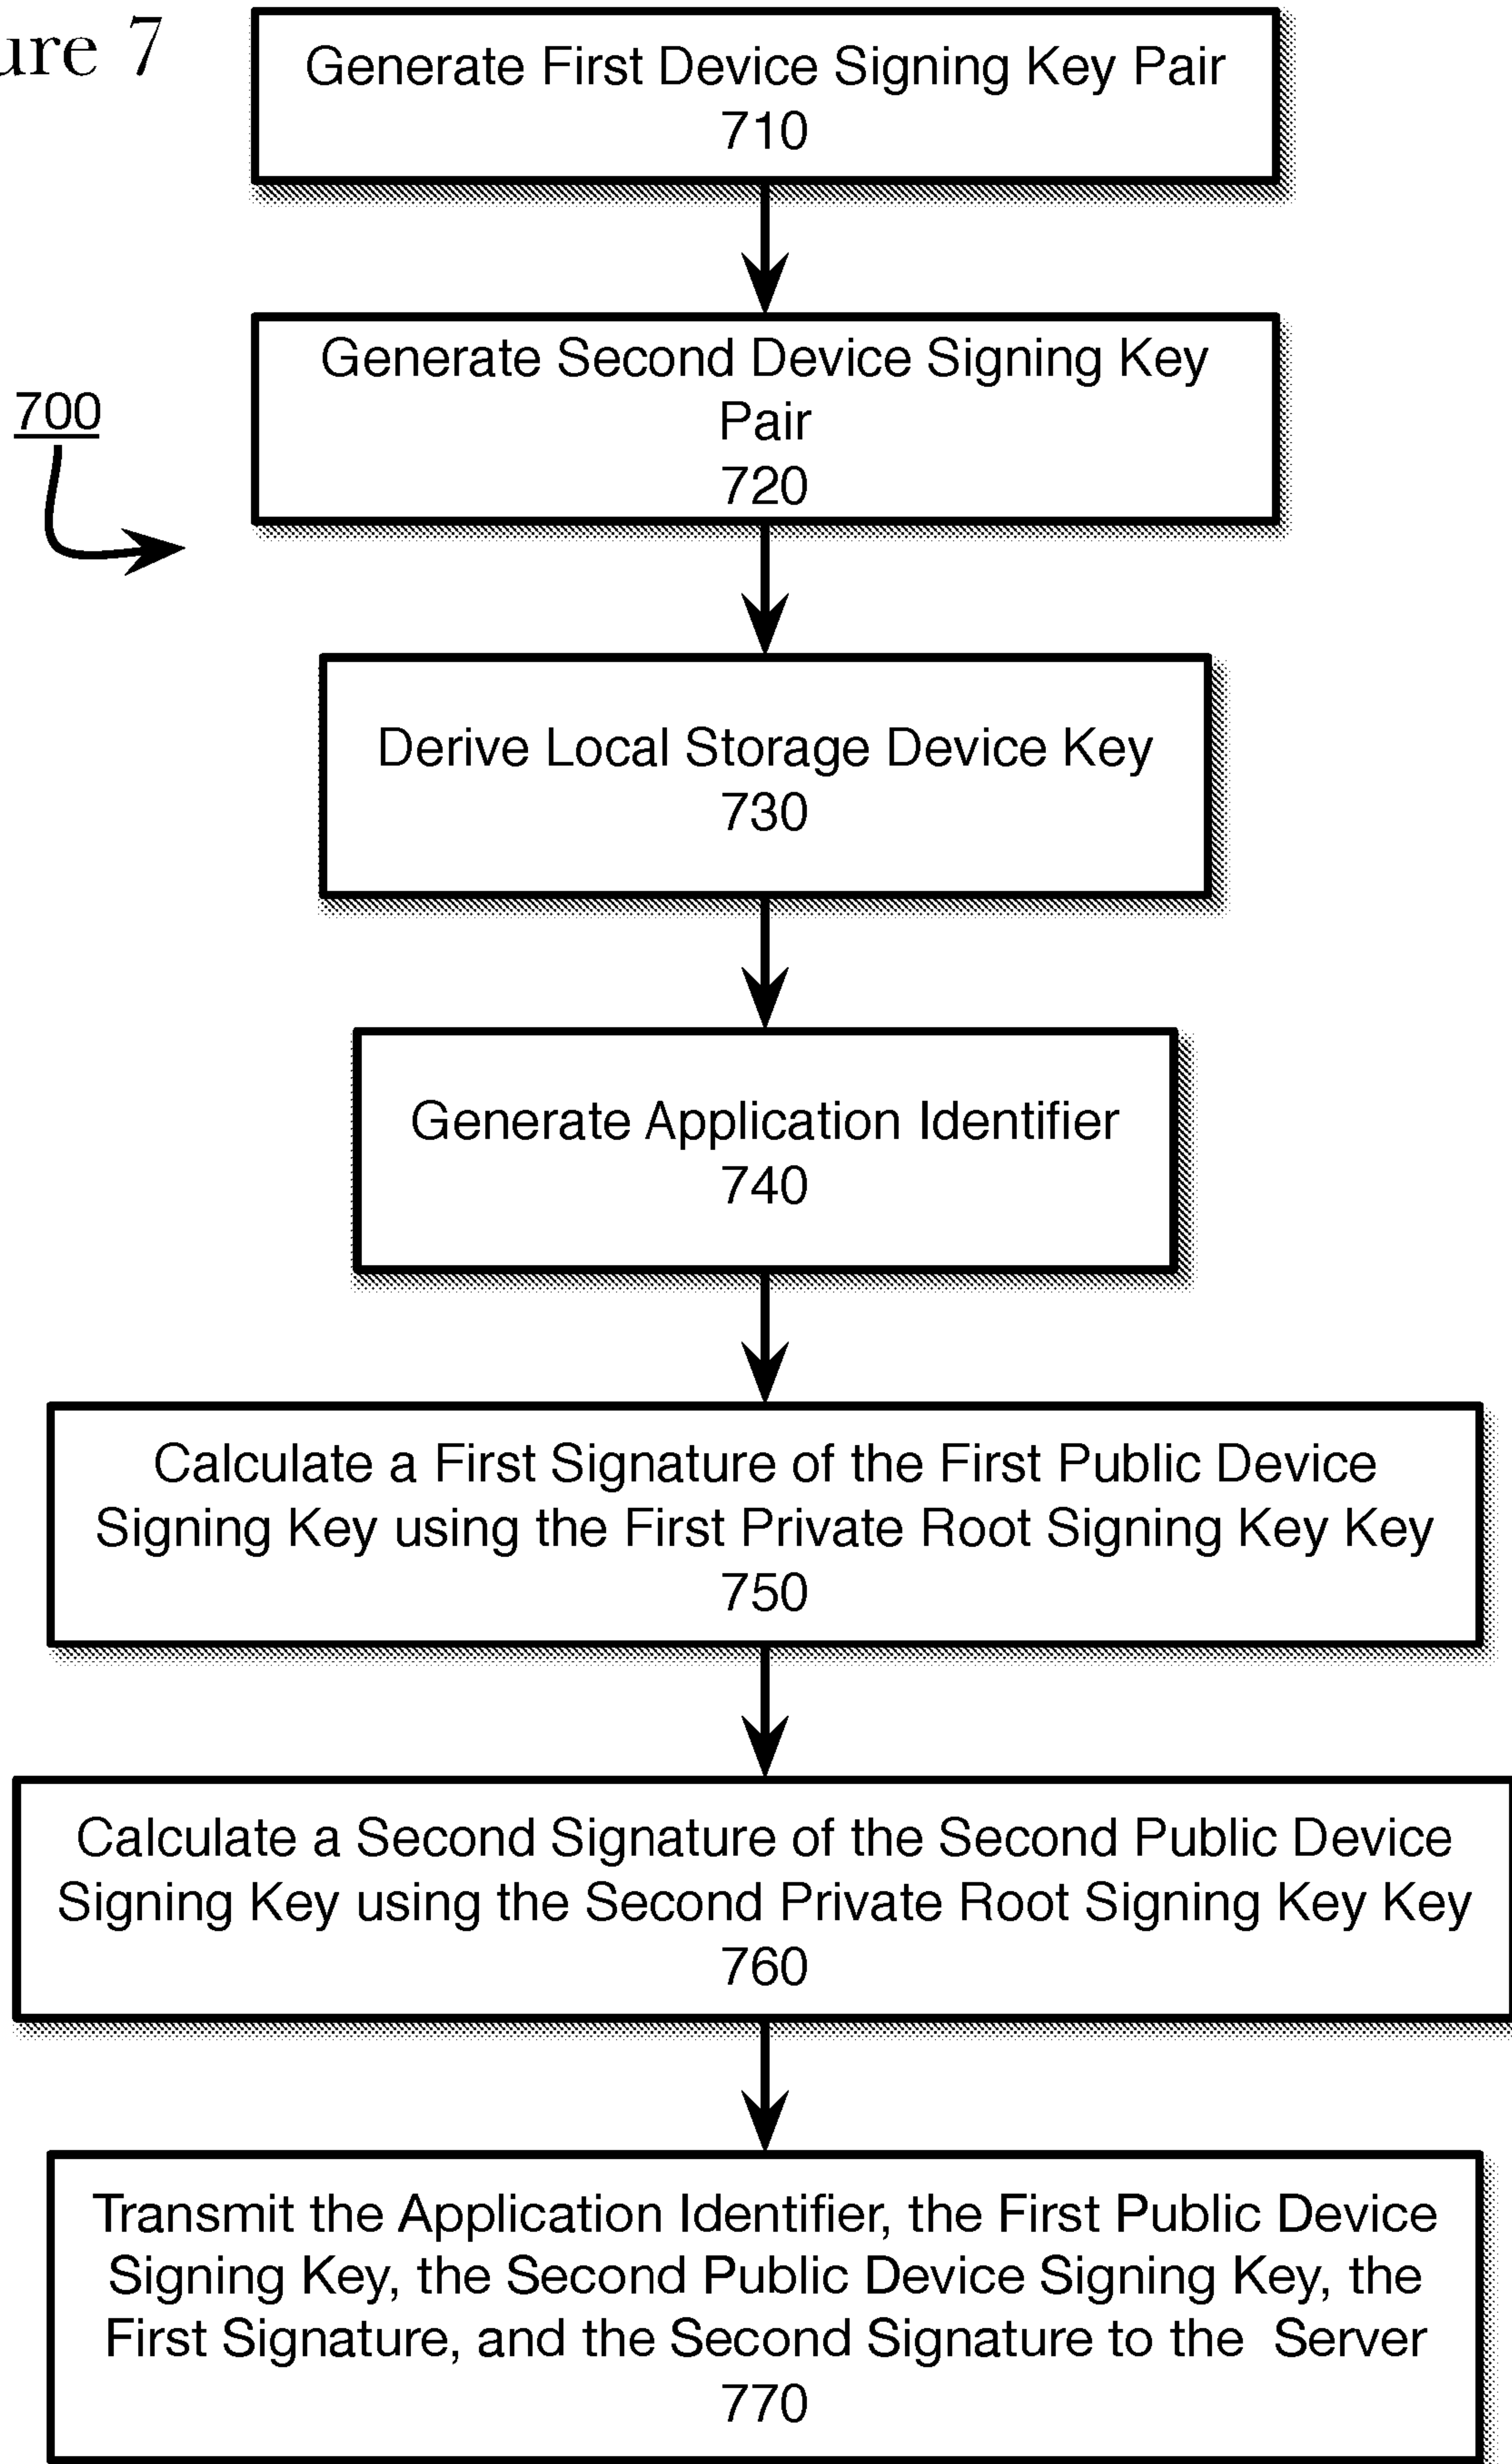 ure 7
Generate First Device Signing Key Pair
710
Generate Second Device Signing Key
Pair
720
700
Derive Local Storage Device Key
730
Generate Application Identifier
740
Calculate a First Signature of the First Public Device
Signing Key using the First Private Root Signing Key Key
750
Calculate a Second Signature of the Second Public Device
Signing Key using the Second Private Root Signing Key Key
760
Transmit the Application Identifier, the First Public Device
Signing Key, the Second Public Device Signing Key, the
First Signature, and the Second Signature to the Server
770